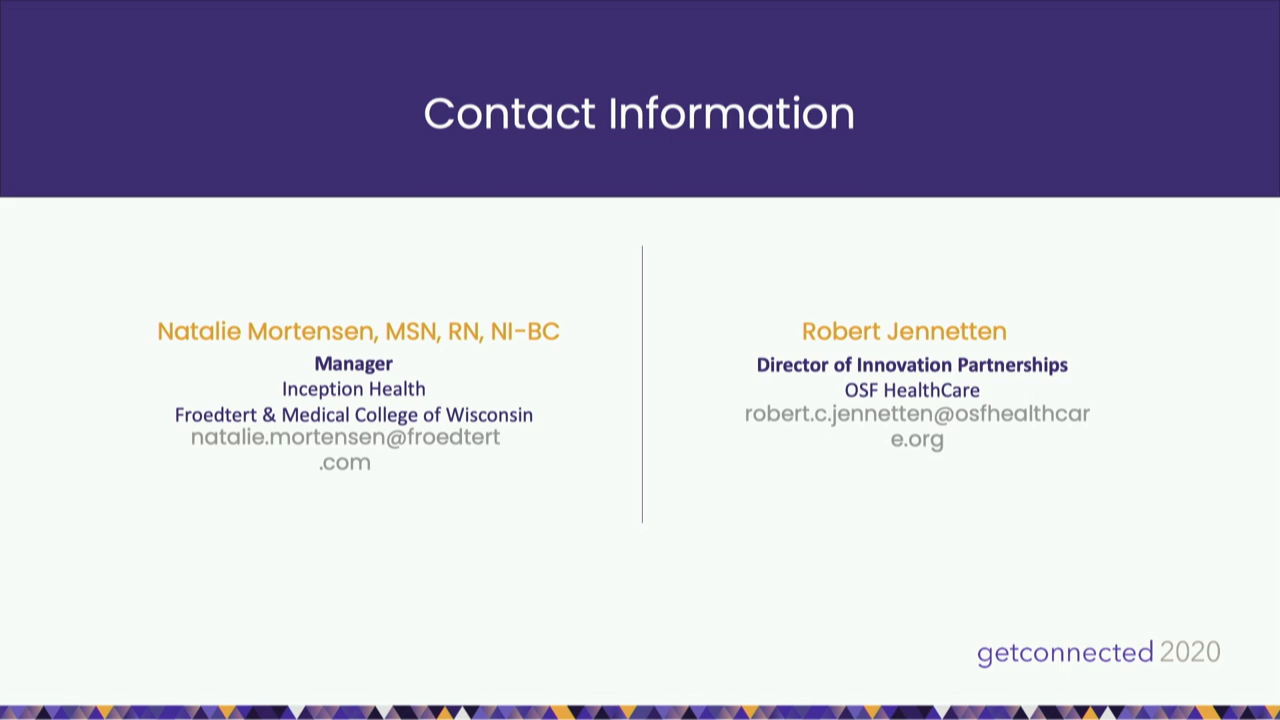 Contact Information
Natalie Mortensen, MSN, RN, NI-BC
Manager
Inception Health
Froedtert & Medical College of Wisconsin
natalie.mortensen@froedtert
.com
Robert Jennetten
Director of Innovation Partnerships
OSF HealthCare
robert.c.jennetten@osfhealthcar
e.org
getconnected 2020